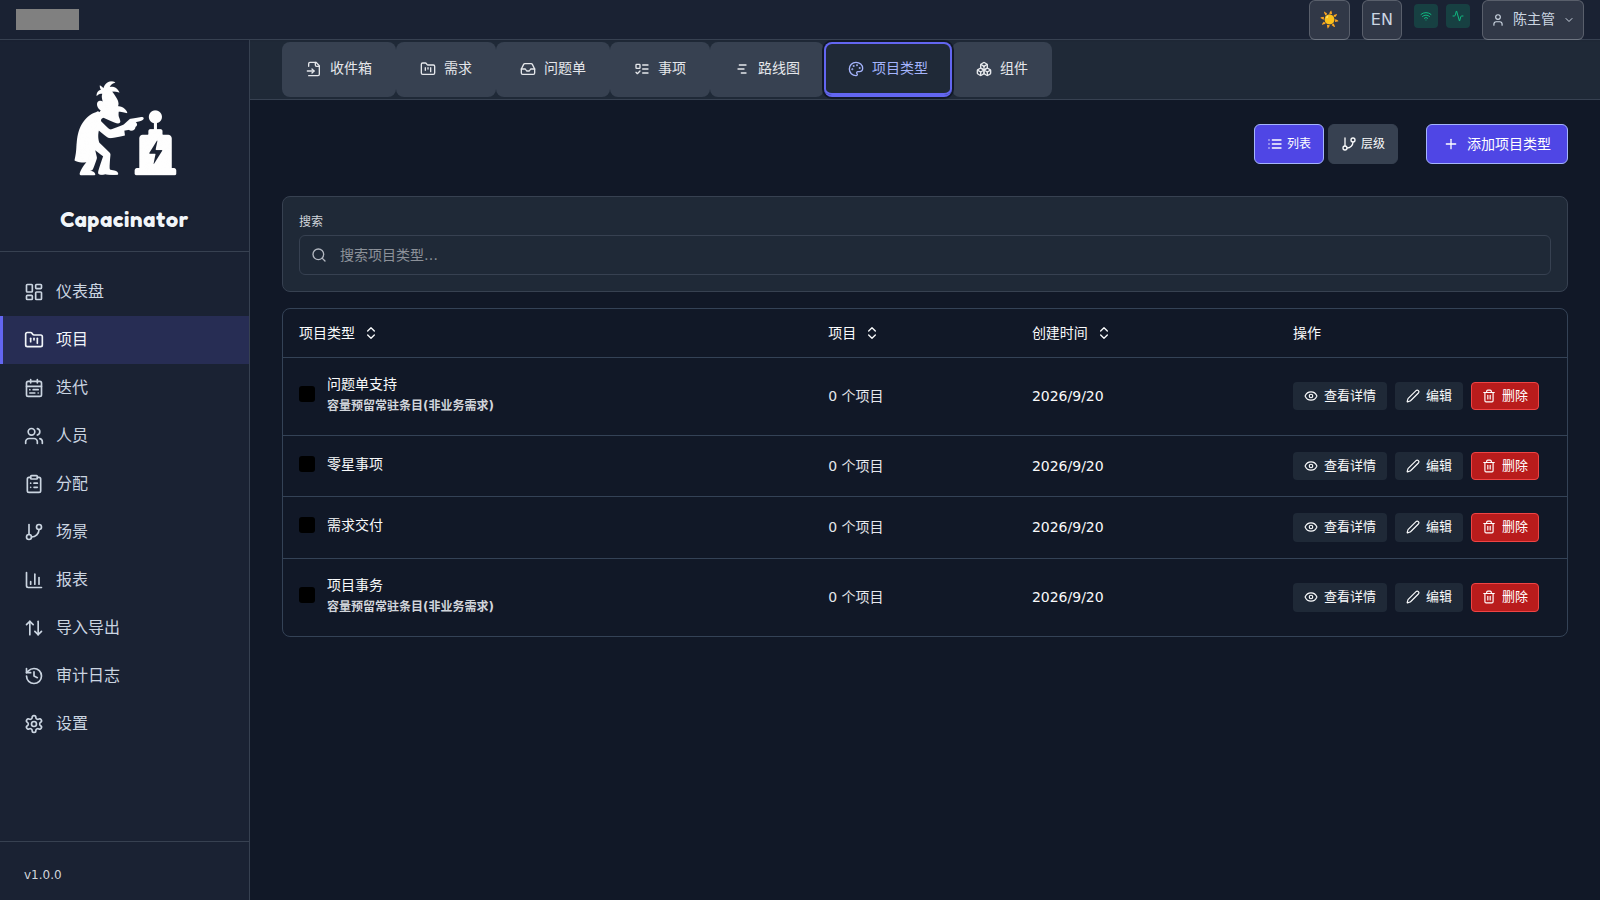 EN
陈主管
Capacinator
仪表盘
项目
迭代
人员
分配
场景
报表
导入导出
审计日志
设置
v1.0.0
收件箱
需求
问题单
事项
路线图
项目类型
组件
列表
层级
添加项目类型
搜索
搜索项目类型...
项目类型 项目 创建时间 操作
问题单支持
容量预留常驻条目(非业务需求)
0 个项目 2026/9/20 查看详情 编辑 删除
零星事项 0 个项目 2026/9/20 查看详情 编辑 删除
需求交付 0 个项目 2026/9/20 查看详情 编辑 删除
项目事务
容量预留常驻条目(非业务需求)
0 个项目 2026/9/20 查看详情 编辑 删除